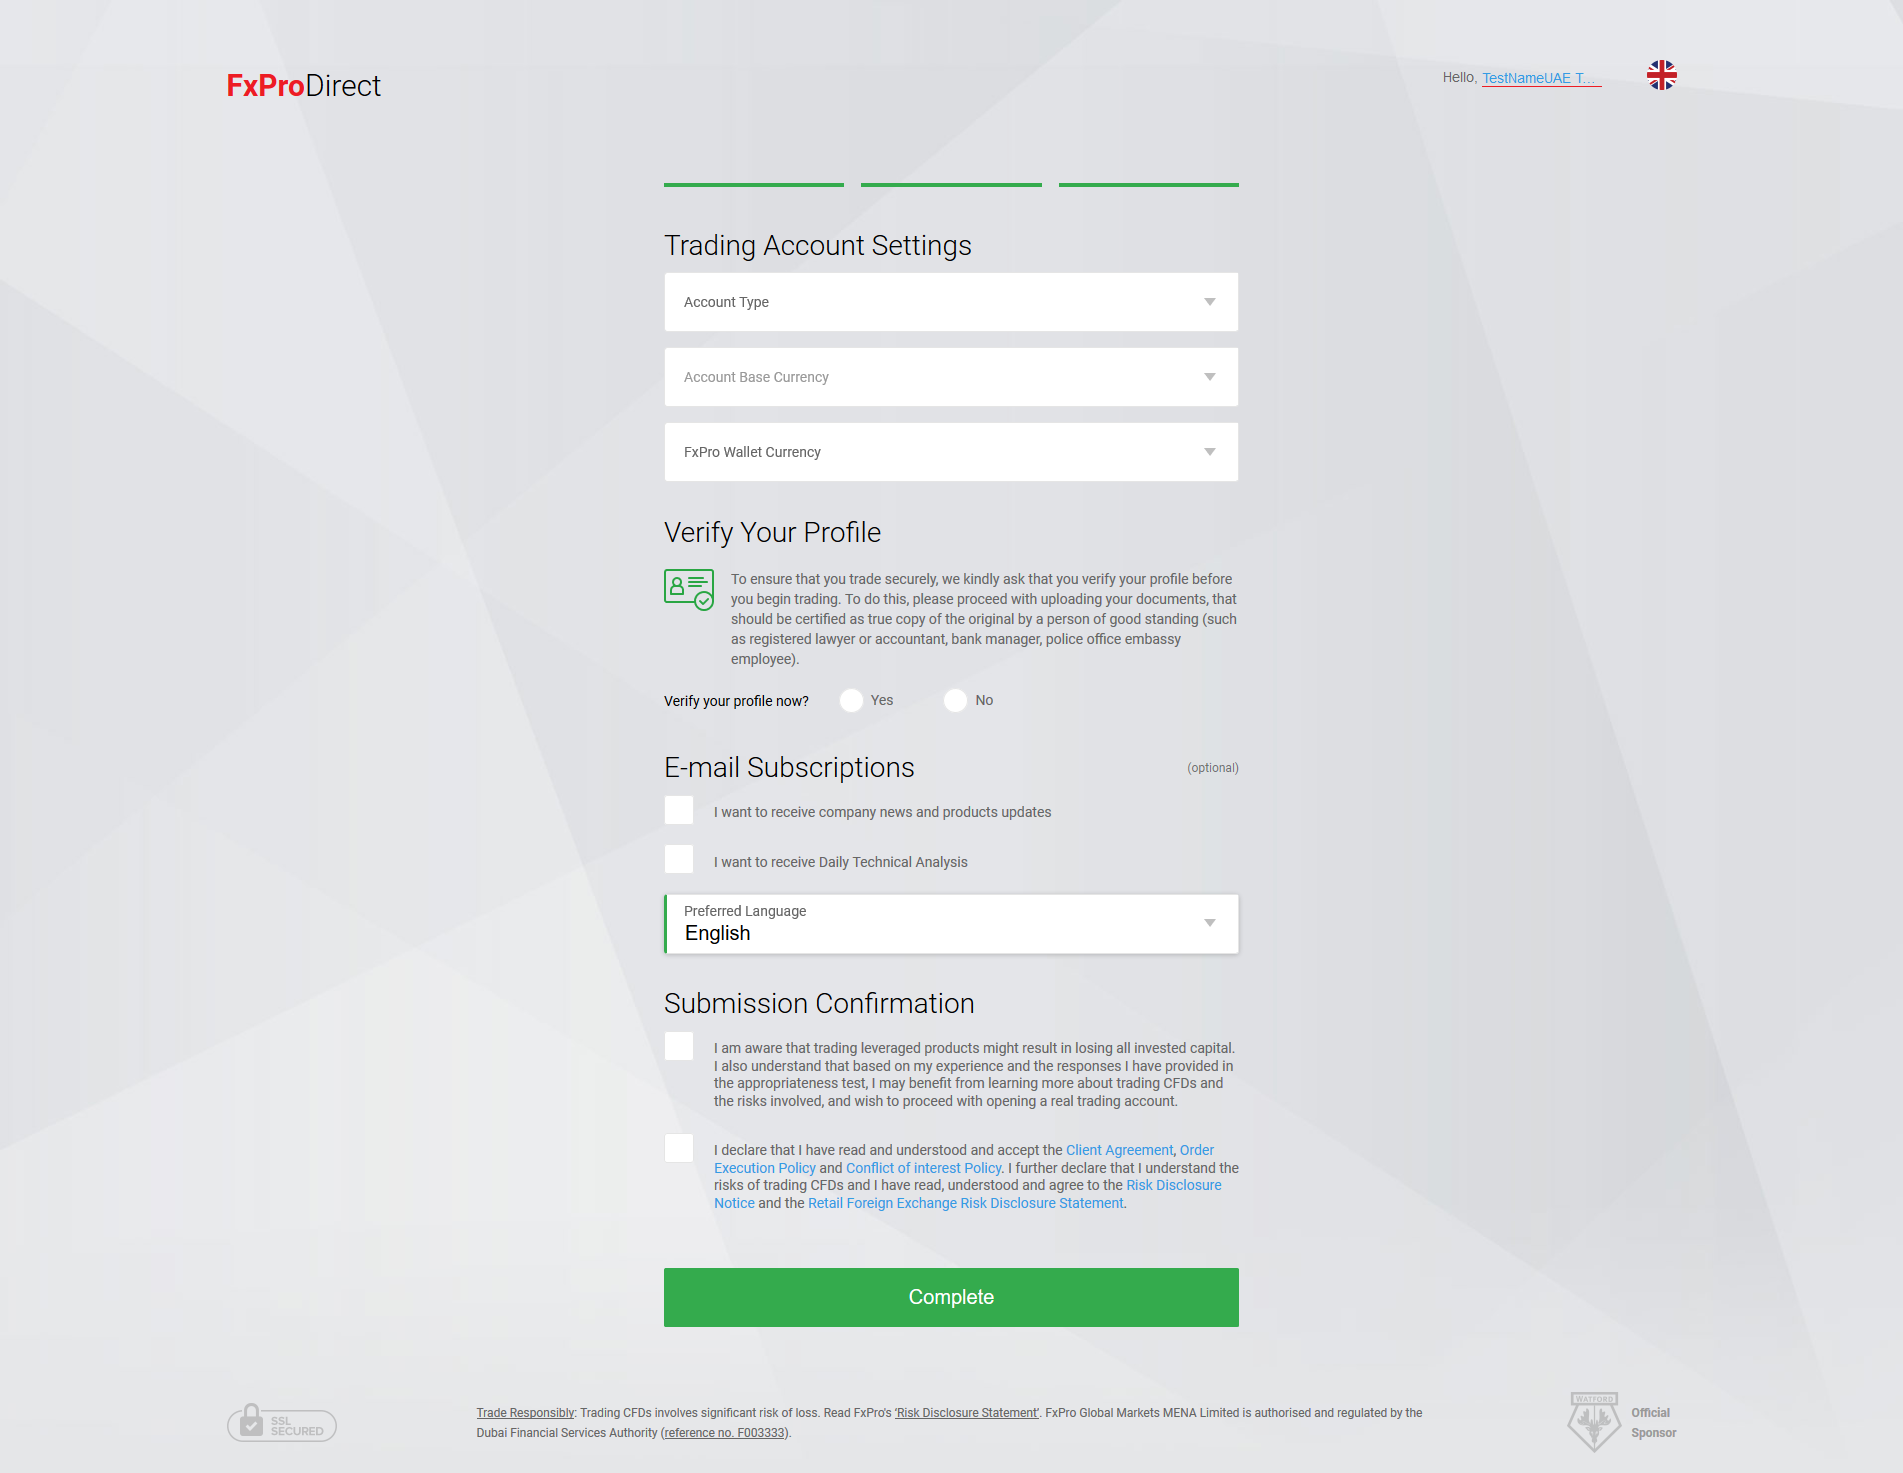 FxProDirect
Hello, TestNameUAE T...
Trading Account Settings
Account Type
Account Base Currency
FxPro Wallet Currency
Verify Your Profile
To ensure that you trade securely, we kindly ask that you verify your profile before
you begin trading. To do this, please proceed with uploading your documents, that
should be certified as true copy of the original by a person of good standing (such
as registered lawyer or accountant, bank manager, police office embassy
employee).
Verify your profile now? Yes No
E-mail Subscriptions (optional)
I want to receive company news and products updates
I want to receive Daily Technical Analysis
Preferred Language
English
Submission Confirmation
I am aware that trading leveraged products might result in losing all invested capital.
I also understand that based on my experience and the responses I have provided in
the appropriateness test, I may benefit from learning more about trading CFDs and
the risks involved, and wish to proceed with opening a real trading account.
I declare that I have read and understood and accept the Client Agreement, Order
Execution Policy and Conflict of interest Policy. I further declare that I understand the
risks of trading CFDs and I have read, understood and agree to the Risk Disclosure
Notice and the Retail Foreign Exchange Risk Disclosure Statement.
Complete
SSL
SECURED
Trade Responsibly: Trading CFDs involves significant risk of loss. Read FxPro's 'Risk Disclosure Statement'. FxPro Global Markets MENA Limited is authorised and regulated by the
Dubai Financial Services Authority (reference no. F003333).
WATFORD
Official
Sponsor